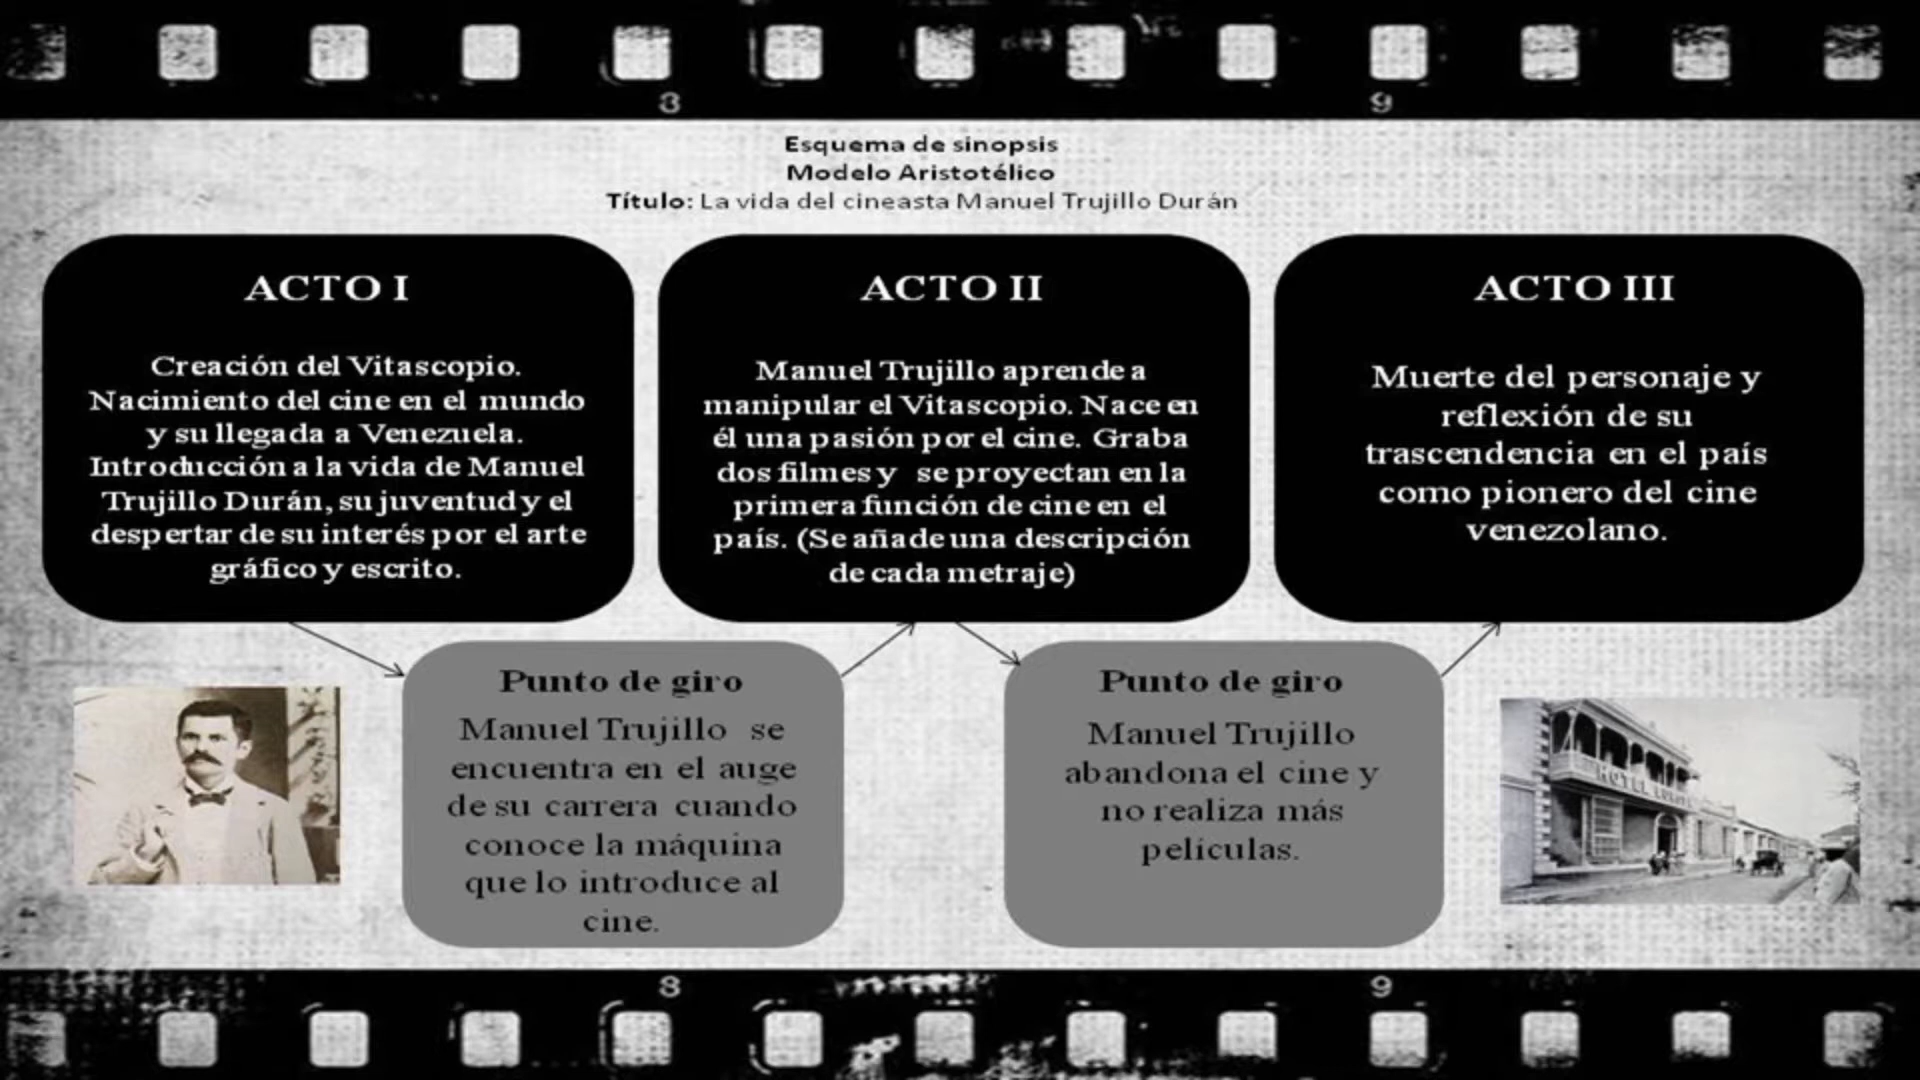 3
9
Esquema de sinopsis
Modelo Aristotélico
Título: La vida del cineasta Manuel Trujillo Durán
ACTO I
Creación del Vitascopio.
Nacimiento del cine en el mundo
y su llegada a Venezuela.
Introducción a la vida de Manuel
Trujillo Durán, su juventud y el
despertar de su interés por el arte
gráfico y escrito.
ACTO II
Manuel Trujillo aprende a
manipular el Vitascopio. Nace en
él una pasión por el cine. Graba
dos filmes y se proyectan en la
primera función de cine en el
país. (Se añade una descripción
de cada metraje)
ACTO III
Muerte del personaje y
reflexión de su
trascendencia en el país
como pionero del cine
venezolano.
Punto de giro
Manuel Trujillo se
encuentra en el auge
de su carrera cuando
conoce la máquina
que lo introduce al
cine.
Punto de giro
Manuel Trujillo
abandona el cine y
no realiza más
películas.
HOTEL
9